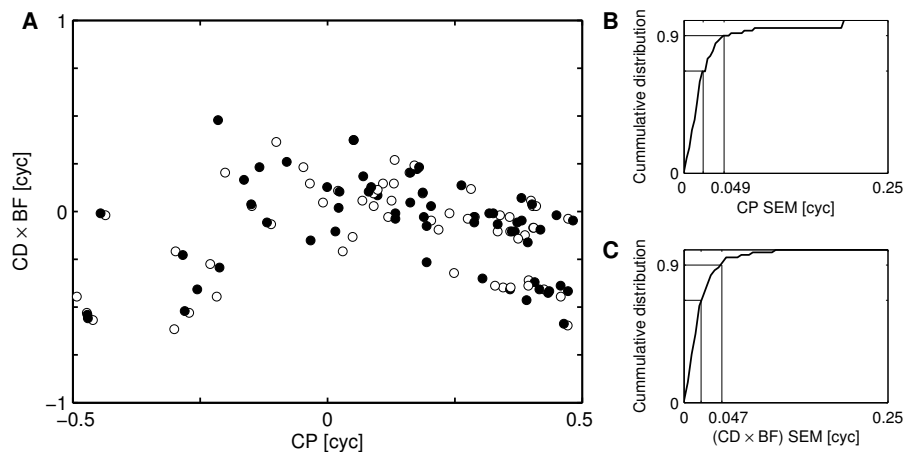 A
CD × BF [cyc]
1
0
−1
−0.5
0
0.5
CP [cyc]
B
Cummulative distribution
0.9
0
0.049
0.25
CP SEM [cyc]
C
Cummulative distribution
0.9
0
0.047
0.25
(CD × BF) SEM [cyc]